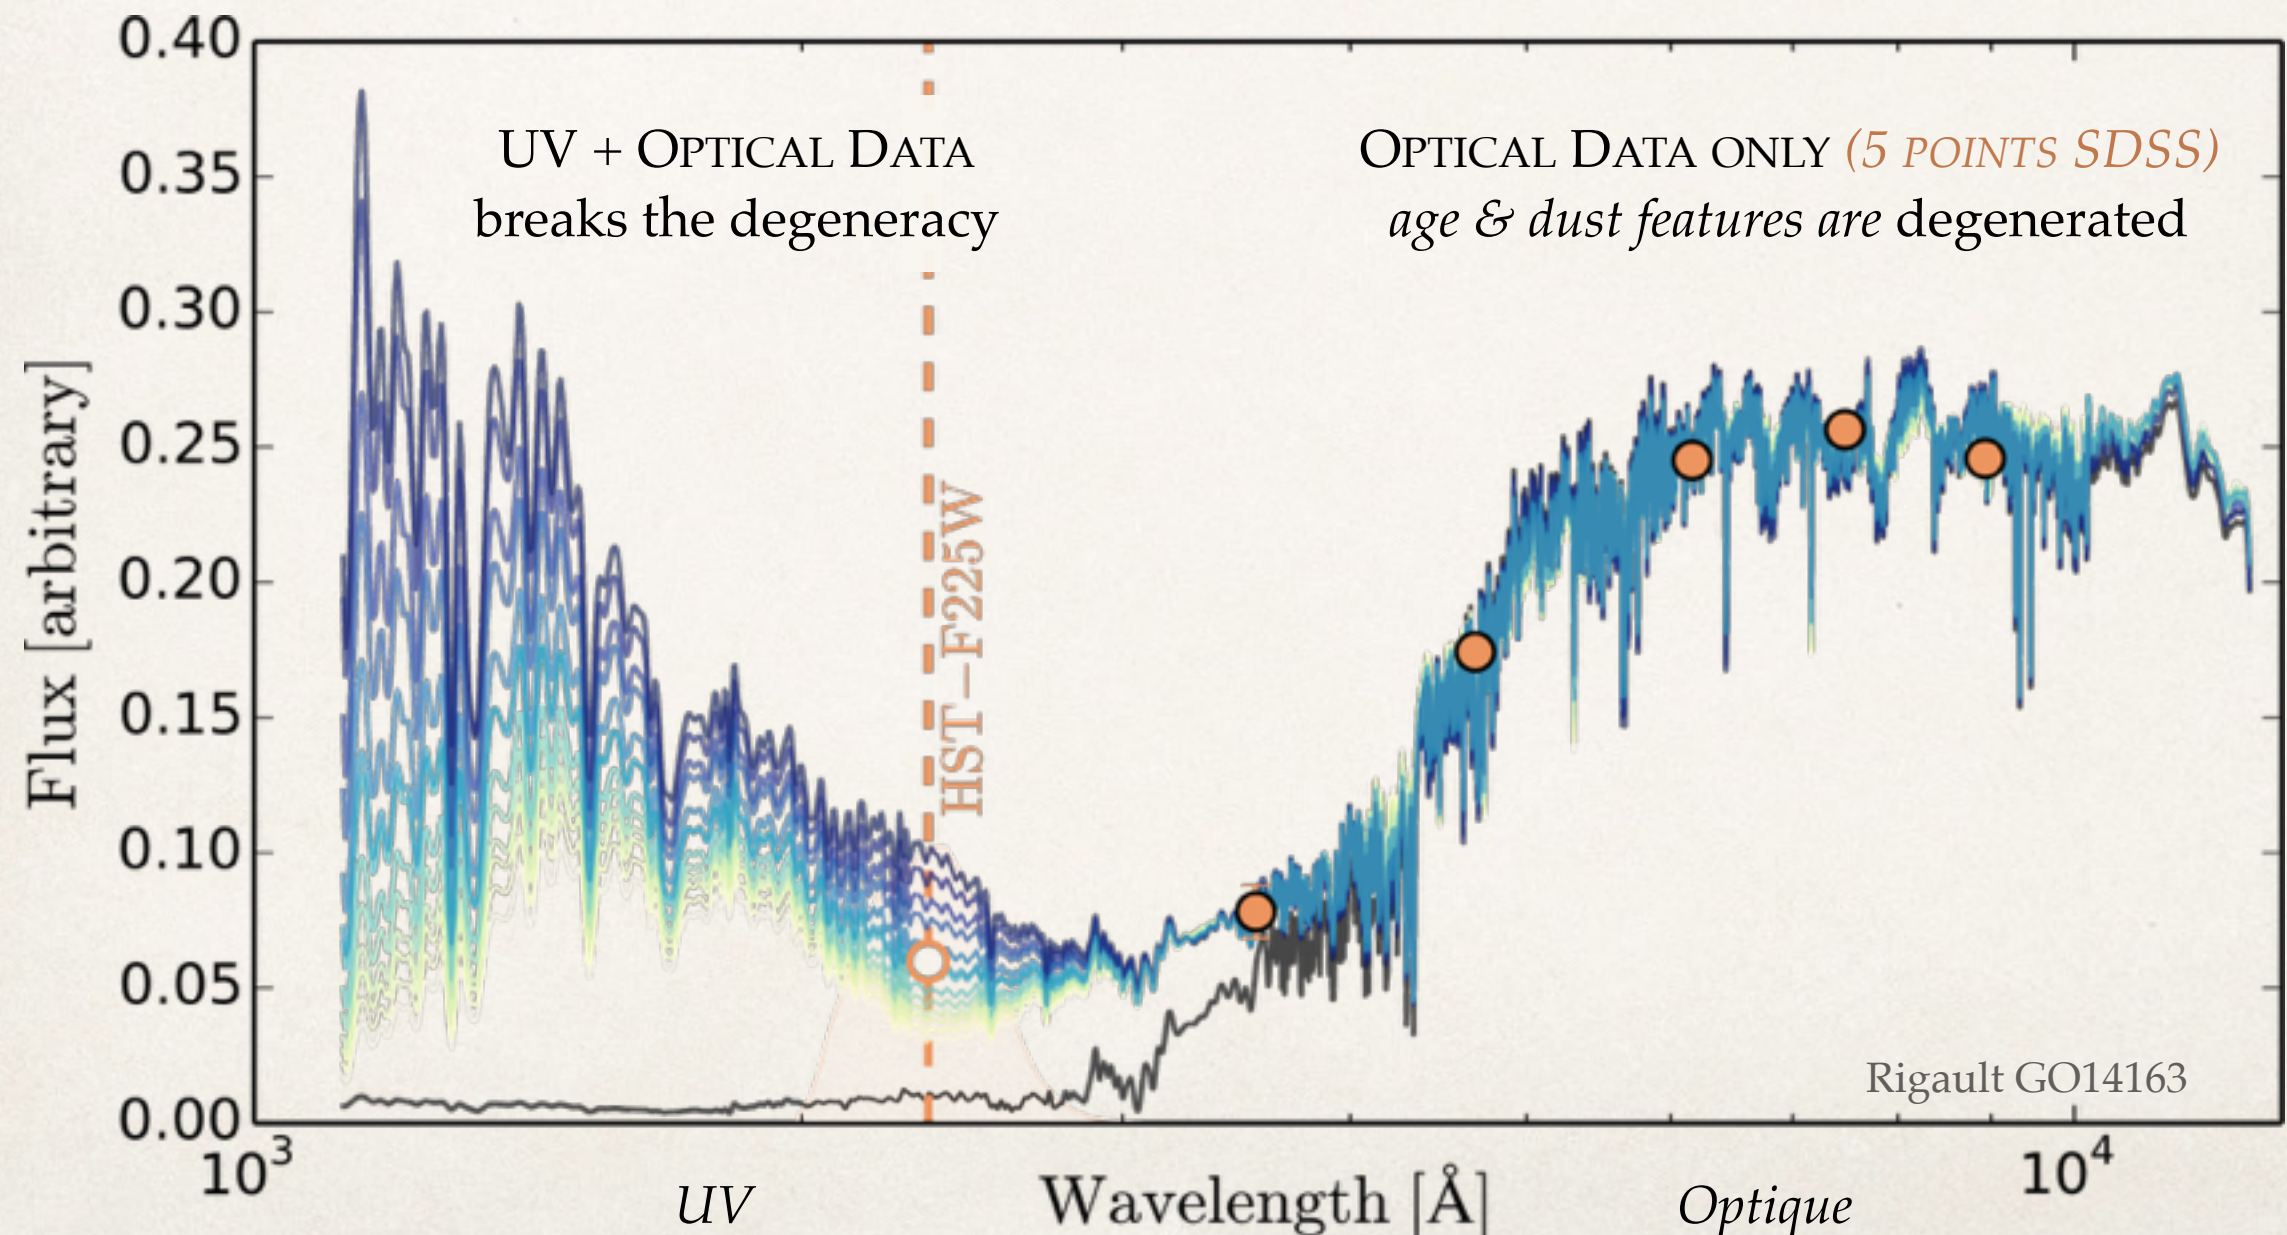 0.40
0.35
0.30
0.25
0.20
0.15
0.10
0.05
0.00
Flux [arbitrary]
UV + OPTICAL DATA
breaks the degeneracy
OPTICAL DATA ONLY (5 POINTS SDSS)
age & dust features are degenerated
HST–F225W
Rigault GO14163
10³
10⁴
UV
Wavelength [Å]
Optique